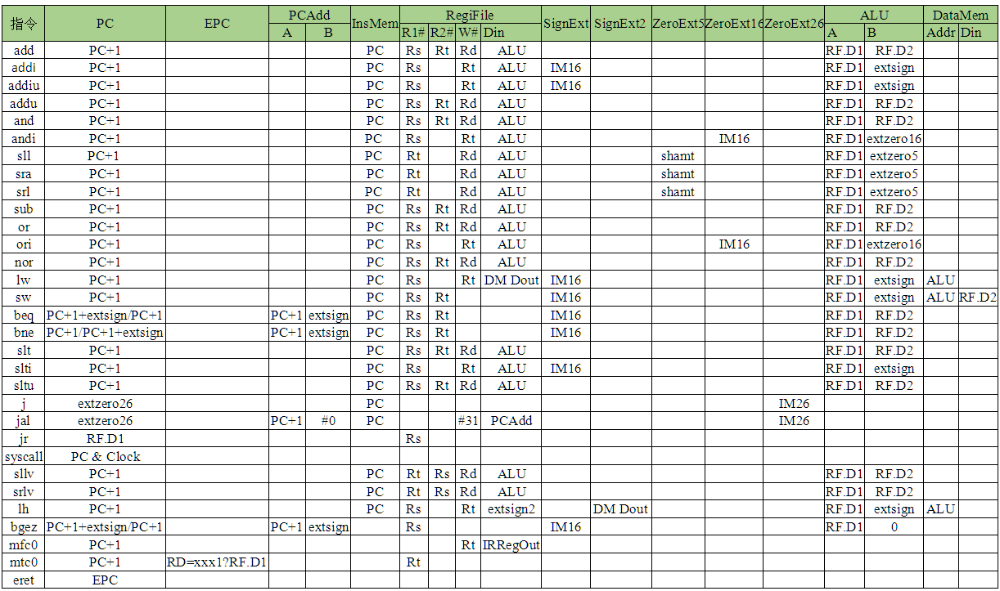 指令 PC EPC PCAdd InsMem RegiFile SignExt SignExt2 ZeroExt5 ZeroExt16 ZeroExt26 ALU DataMem
A B R1# R2# W# Din A B Addr Din
add PC+1 PC Rs Rt Rd ALU RF.D1 RF.D2
addi PC+1 PC Rs Rt ALU IM16 RF.D1 extsign
addiu PC+1 PC Rs Rt ALU IM16 RF.D1 extsign
addu PC+1 PC Rs Rt Rd ALU RF.D1 RF.D2
and PC+1 PC Rs Rt Rd ALU RF.D1 RF.D2
andi PC+1 PC Rs Rt ALU IM16 RF.D1 extzero16
sll PC+1 PC Rt Rd ALU shamt RF.D1 extzero5
sra PC+1 PC Rt Rd ALU shamt RF.D1 extzero5
srl PC+1 PC Rt Rd ALU shamt RF.D1 extzero5
sub PC+1 PC Rs Rt Rd ALU RF.D1 RF.D2
or PC+1 PC Rs Rt Rd ALU RF.D1 RF.D2
ori PC+1 PC Rs Rt ALU IM16 RF.D1 extzero16
nor PC+1 PC Rs Rt Rd ALU RF.D1 RF.D2
lw PC+1 PC Rs Rt DM Dout IM16 RF.D1 extsign ALU
sw PC+1 PC Rs Rt IM16 RF.D1 extsign ALU RF.D2
beq PC+1+extsign/PC+1 PC+1 extsign PC Rs Rt IM16 RF.D1 RF.D2
bne PC+1/PC+1+extsign PC+1 extsign PC Rs Rt IM16 RF.D1 RF.D2
slt PC+1 PC Rs Rt Rd ALU RF.D1 RF.D2
slti PC+1 PC Rs Rt ALU IM16 RF.D1 extsign
sltu PC+1 PC Rs Rt Rd ALU RF.D1 RF.D2
j extzero26 PC IM26
jal extzero26 PC+1 #0 PC #31 PCAdd IM26
jr RF.D1 Rs
syscall PC & Clock
sllv PC+1 PC Rt Rs Rd ALU RF.D1 RF.D2
srlv PC+1 PC Rt Rs Rd ALU RF.D1 RF.D2
lh PC+1 PC Rs Rt extsign2 DM Dout RF.D1 extsign ALU
bgez PC+1+extsign/PC+1 PC+1 extsign Rs IM16 RF.D1 0
mfc0 PC+1 Rt IRRegOut
mtc0 PC+1 RD=xxx1?RF.D1 Rt
eret EPC